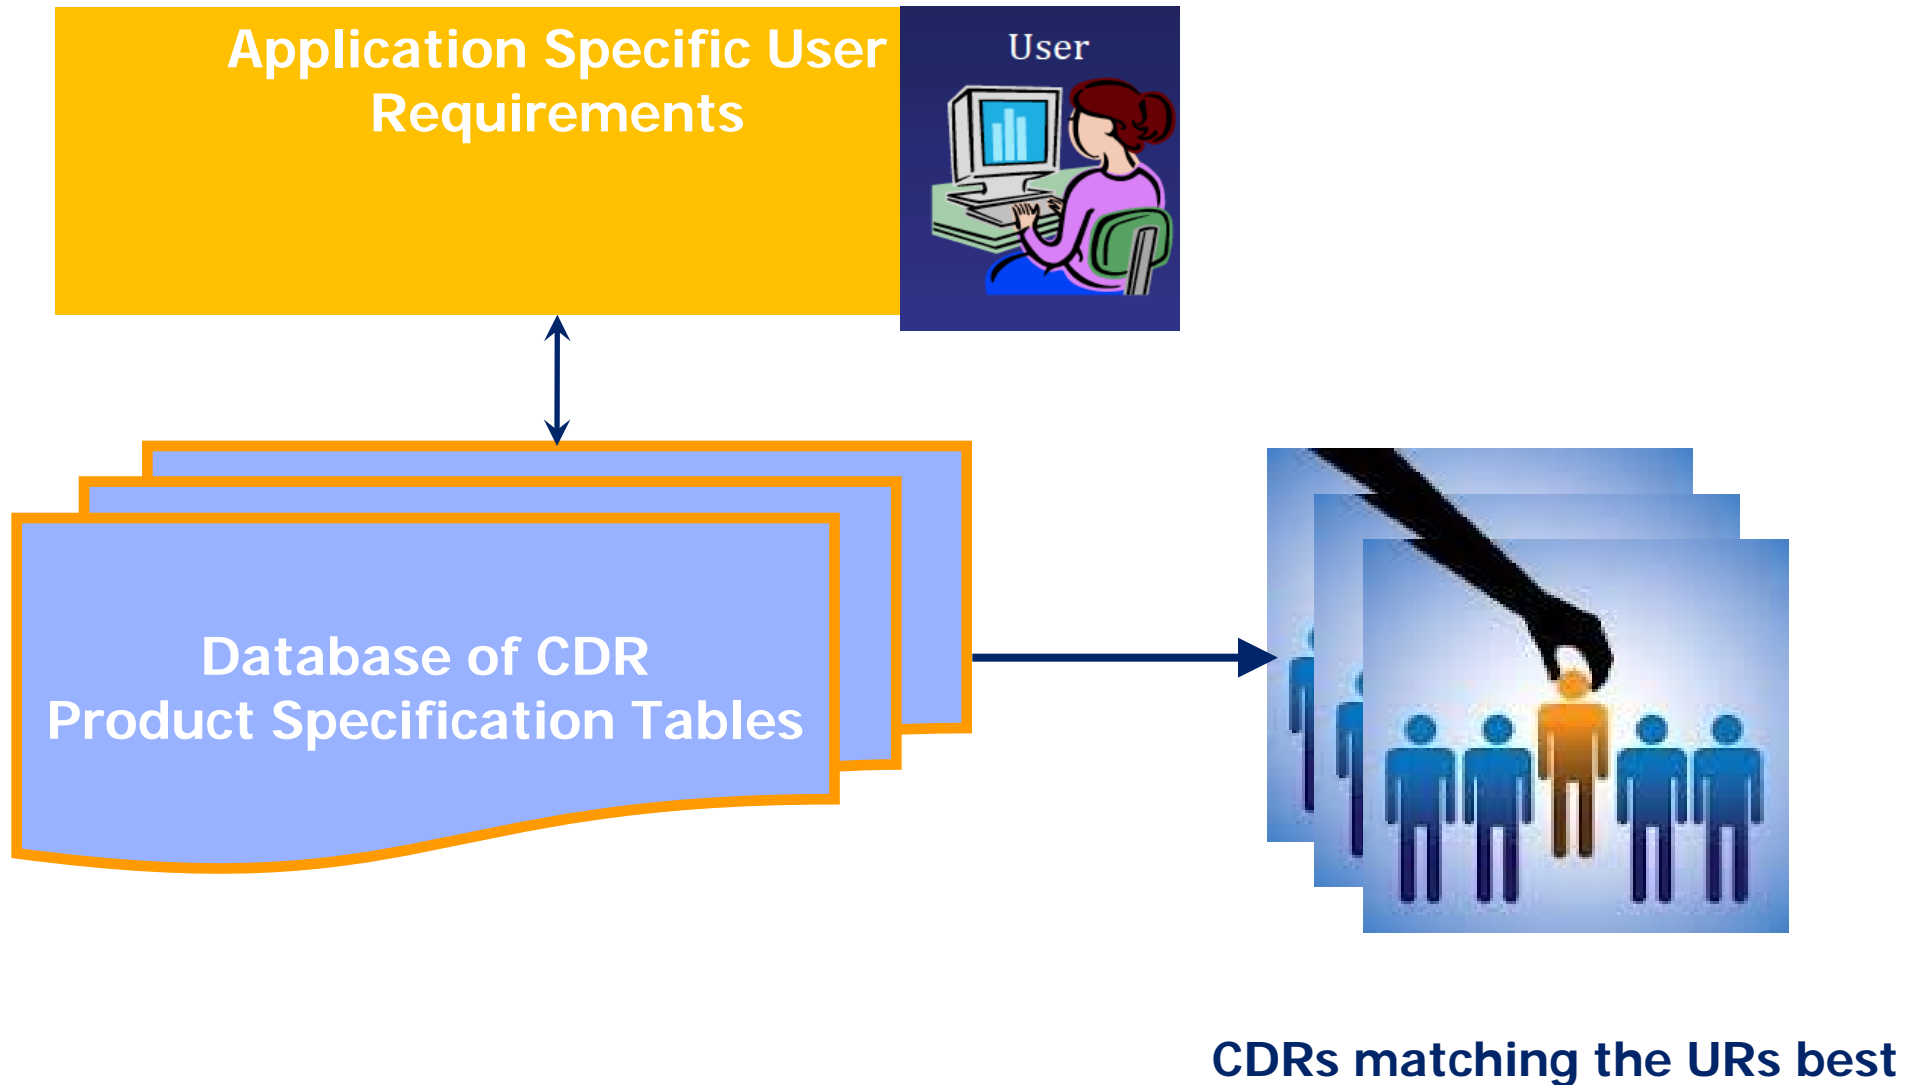 Application Specific User
Requirements
User
Database of CDR
Product Specification Tables
CDRs matching the URs best